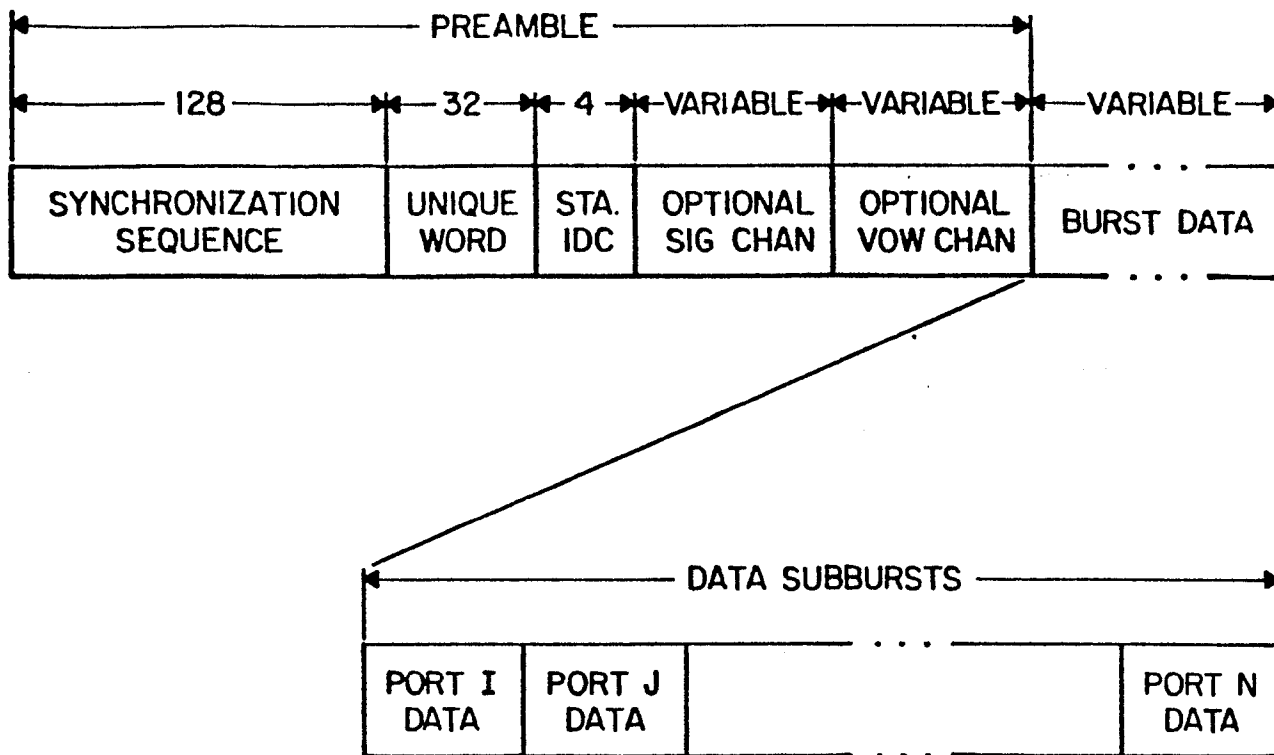 PREAMBLE
128 32 4 VARIABLE VARIABLE VARIABLE
SYNCHRONIZATION SEQUENCE
UNIQUE WORD
STA. IDC
OPTIONAL SIG CHAN
OPTIONAL VOW CHAN
BURST DATA
DATA SUBBURSTS
PORT I DATA
PORT J DATA
PORT N DATA